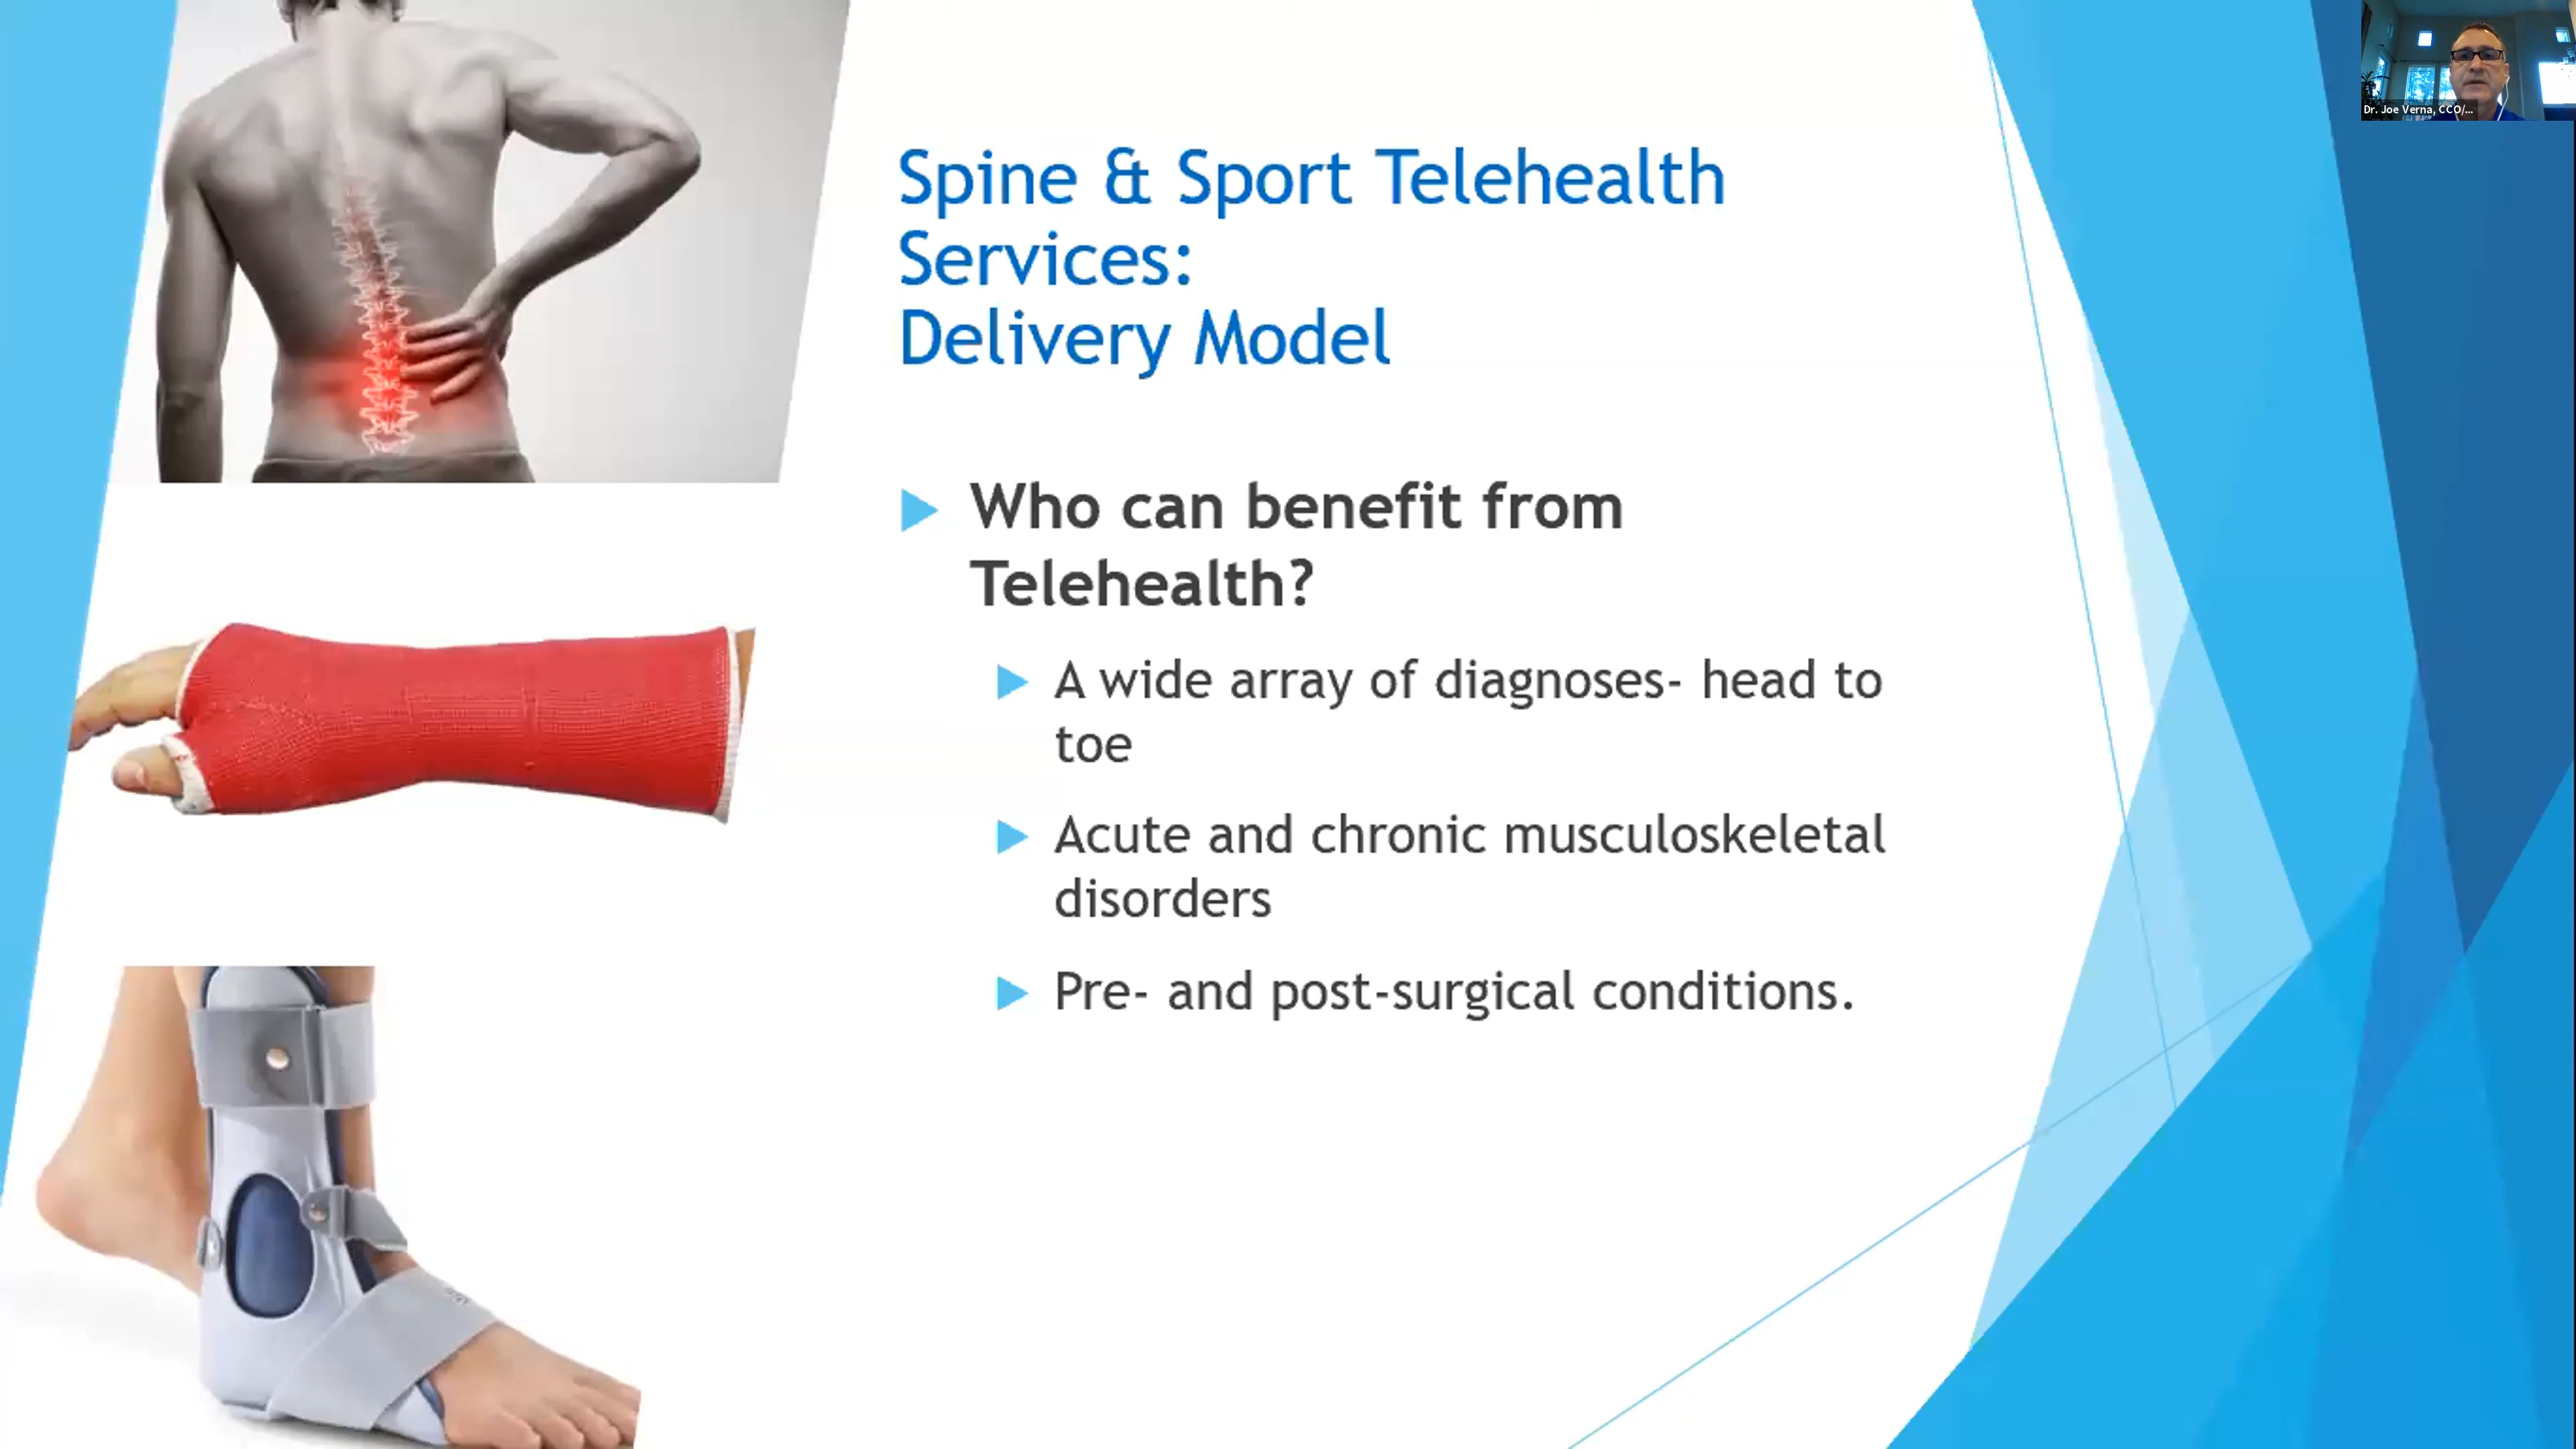 Dr. Joe Verna, CCO/...
Spine & Sport Telehealth
Services:
Delivery Model
Who can benefit from
Telehealth?
A wide array of diagnoses- head to
toe
Acute and chronic musculoskeletal
disorders
Pre- and post-surgical conditions.